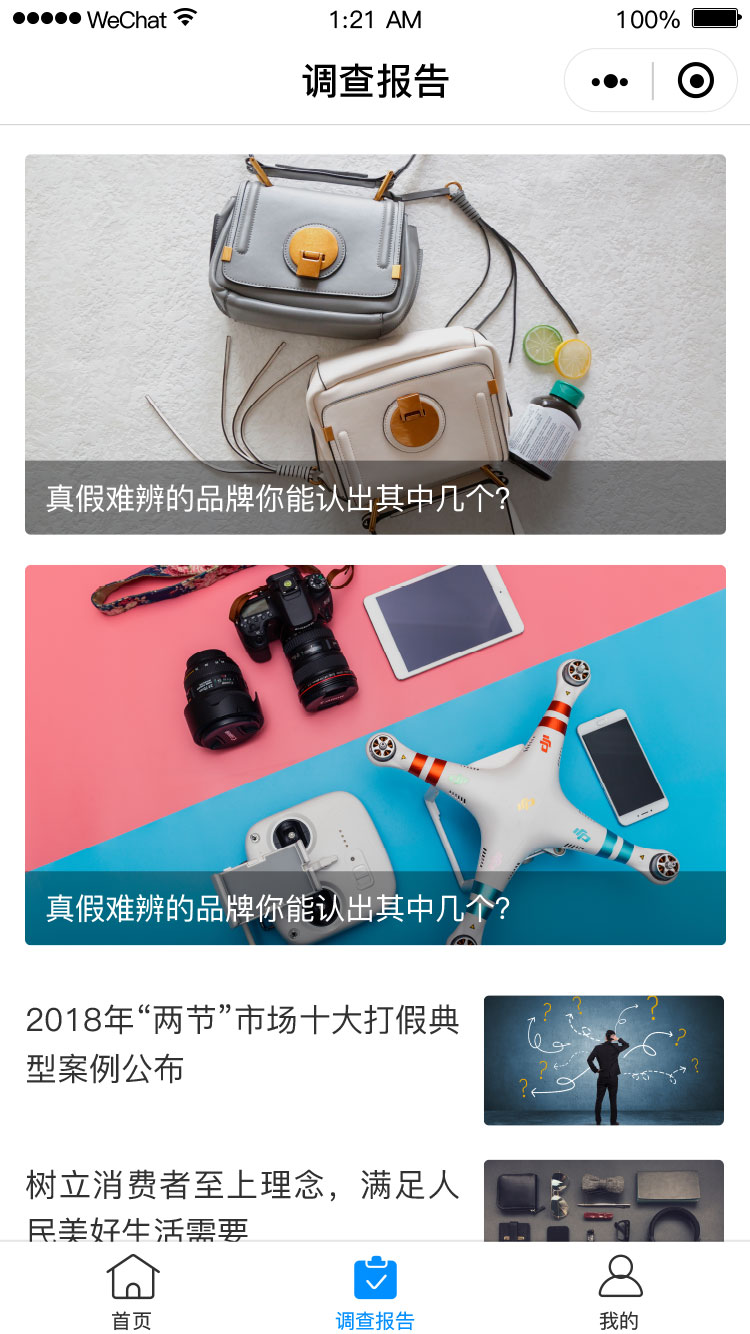 WeChat 1:21 AM 100%
调查报告
真假难辨的品牌你能认出其中几个?
真假难辨的品牌你能认出其中几个?
2018年“两节”市场十大打假典
型案例公布
树立消费者至上理念，满足人
民美好生活需要
首页 调查报告 我的